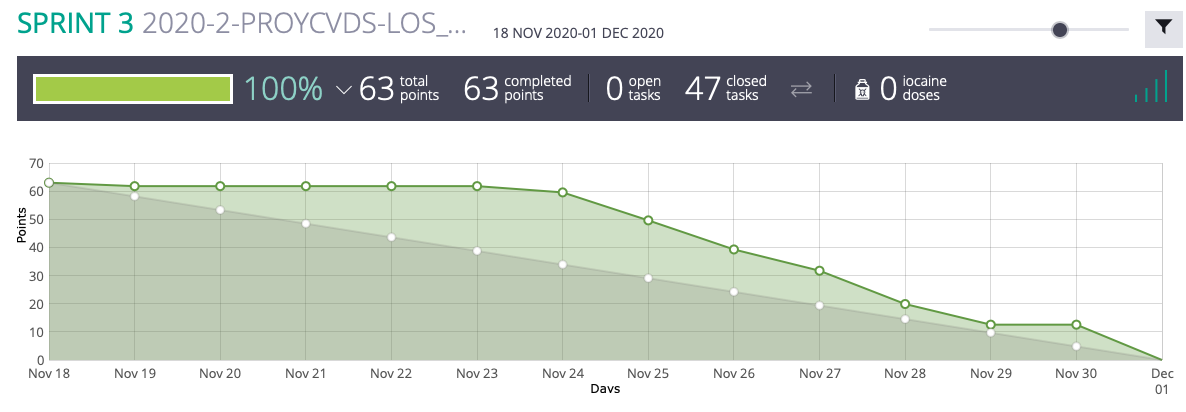 SPRINT 3 2020-2-PROYCVDS-LOS_...
18 NOV 2020-01 DEC 2020
100% 63 total points 63 completed points 0 open tasks 47 closed tasks 0 iocaine doses
70
60
50
40
30
20
10
0
Points
Nov 18 Nov 19 Nov 20 Nov 21 Nov 22 Nov 23 Nov 24 Nov 25 Nov 26 Nov 27 Nov 28 Nov 29 Nov 30 Dec 01
Days